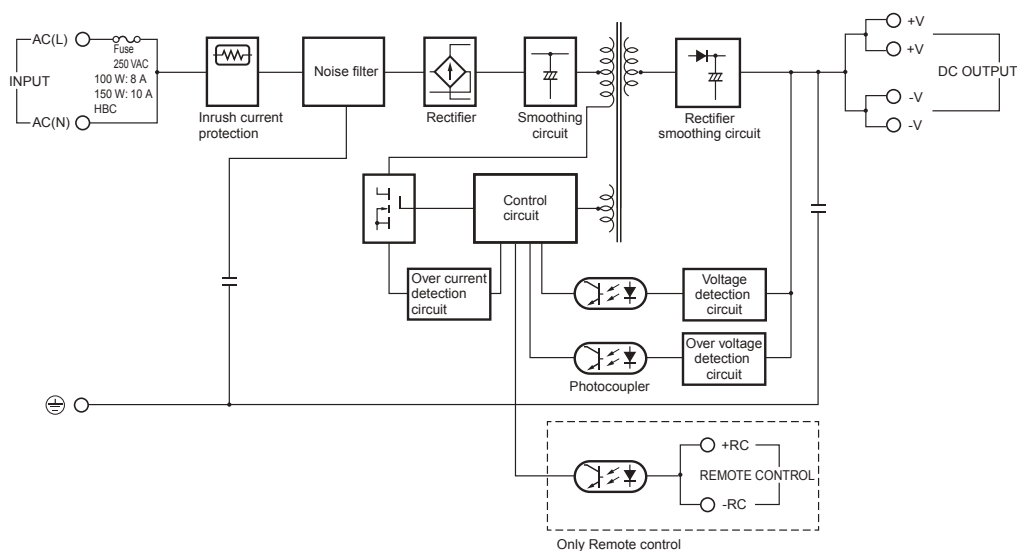 AC(L)
Fuse
250 VAC
100 W: 8 A
150 W: 10 A
HBC
INPUT
AC(N)
Inrush current
protection
Noise filter
Rectifier
Smoothing
circuit
Rectifier
smoothing circuit
+V
+V
DC OUTPUT
-V
-V
Control
circuit
Over current
detection
circuit
Voltage
detection
circuit
Over voltage
detection
circuit
Photocoupler
+RC
REMOTE CONTROL
-RC
Only Remote control